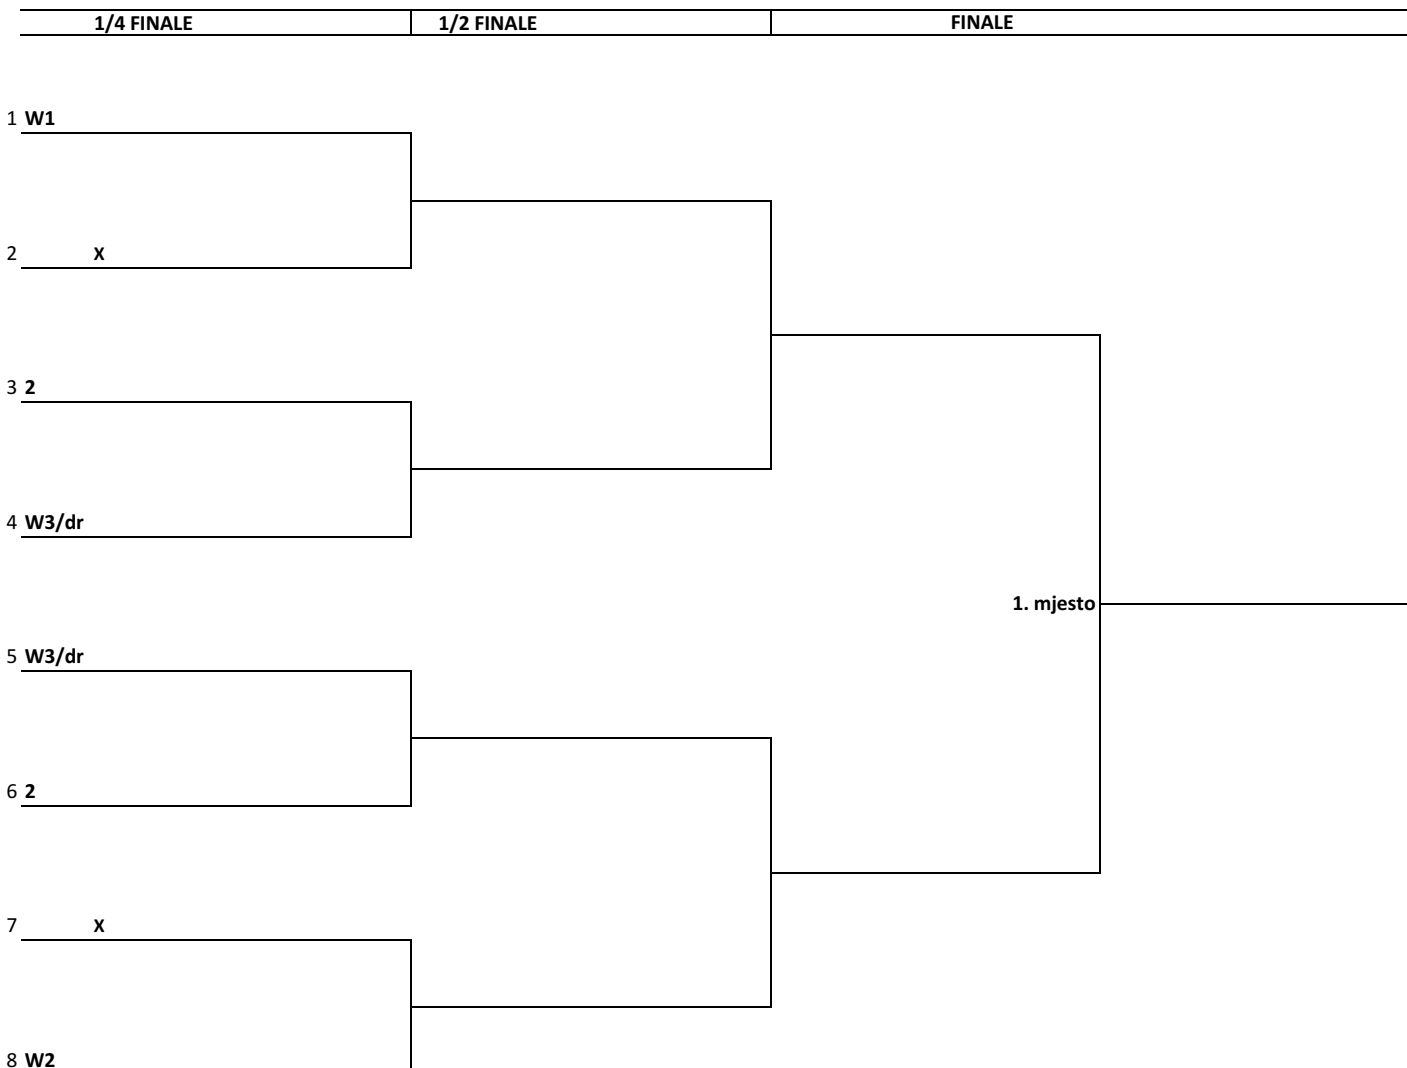 1/4 FINALE 1/2 FINALE FINALE
1 W1
2 X
3 2
4 W3/dr
1. mjesto
5 W3/dr
6 2
7 X
8 W2